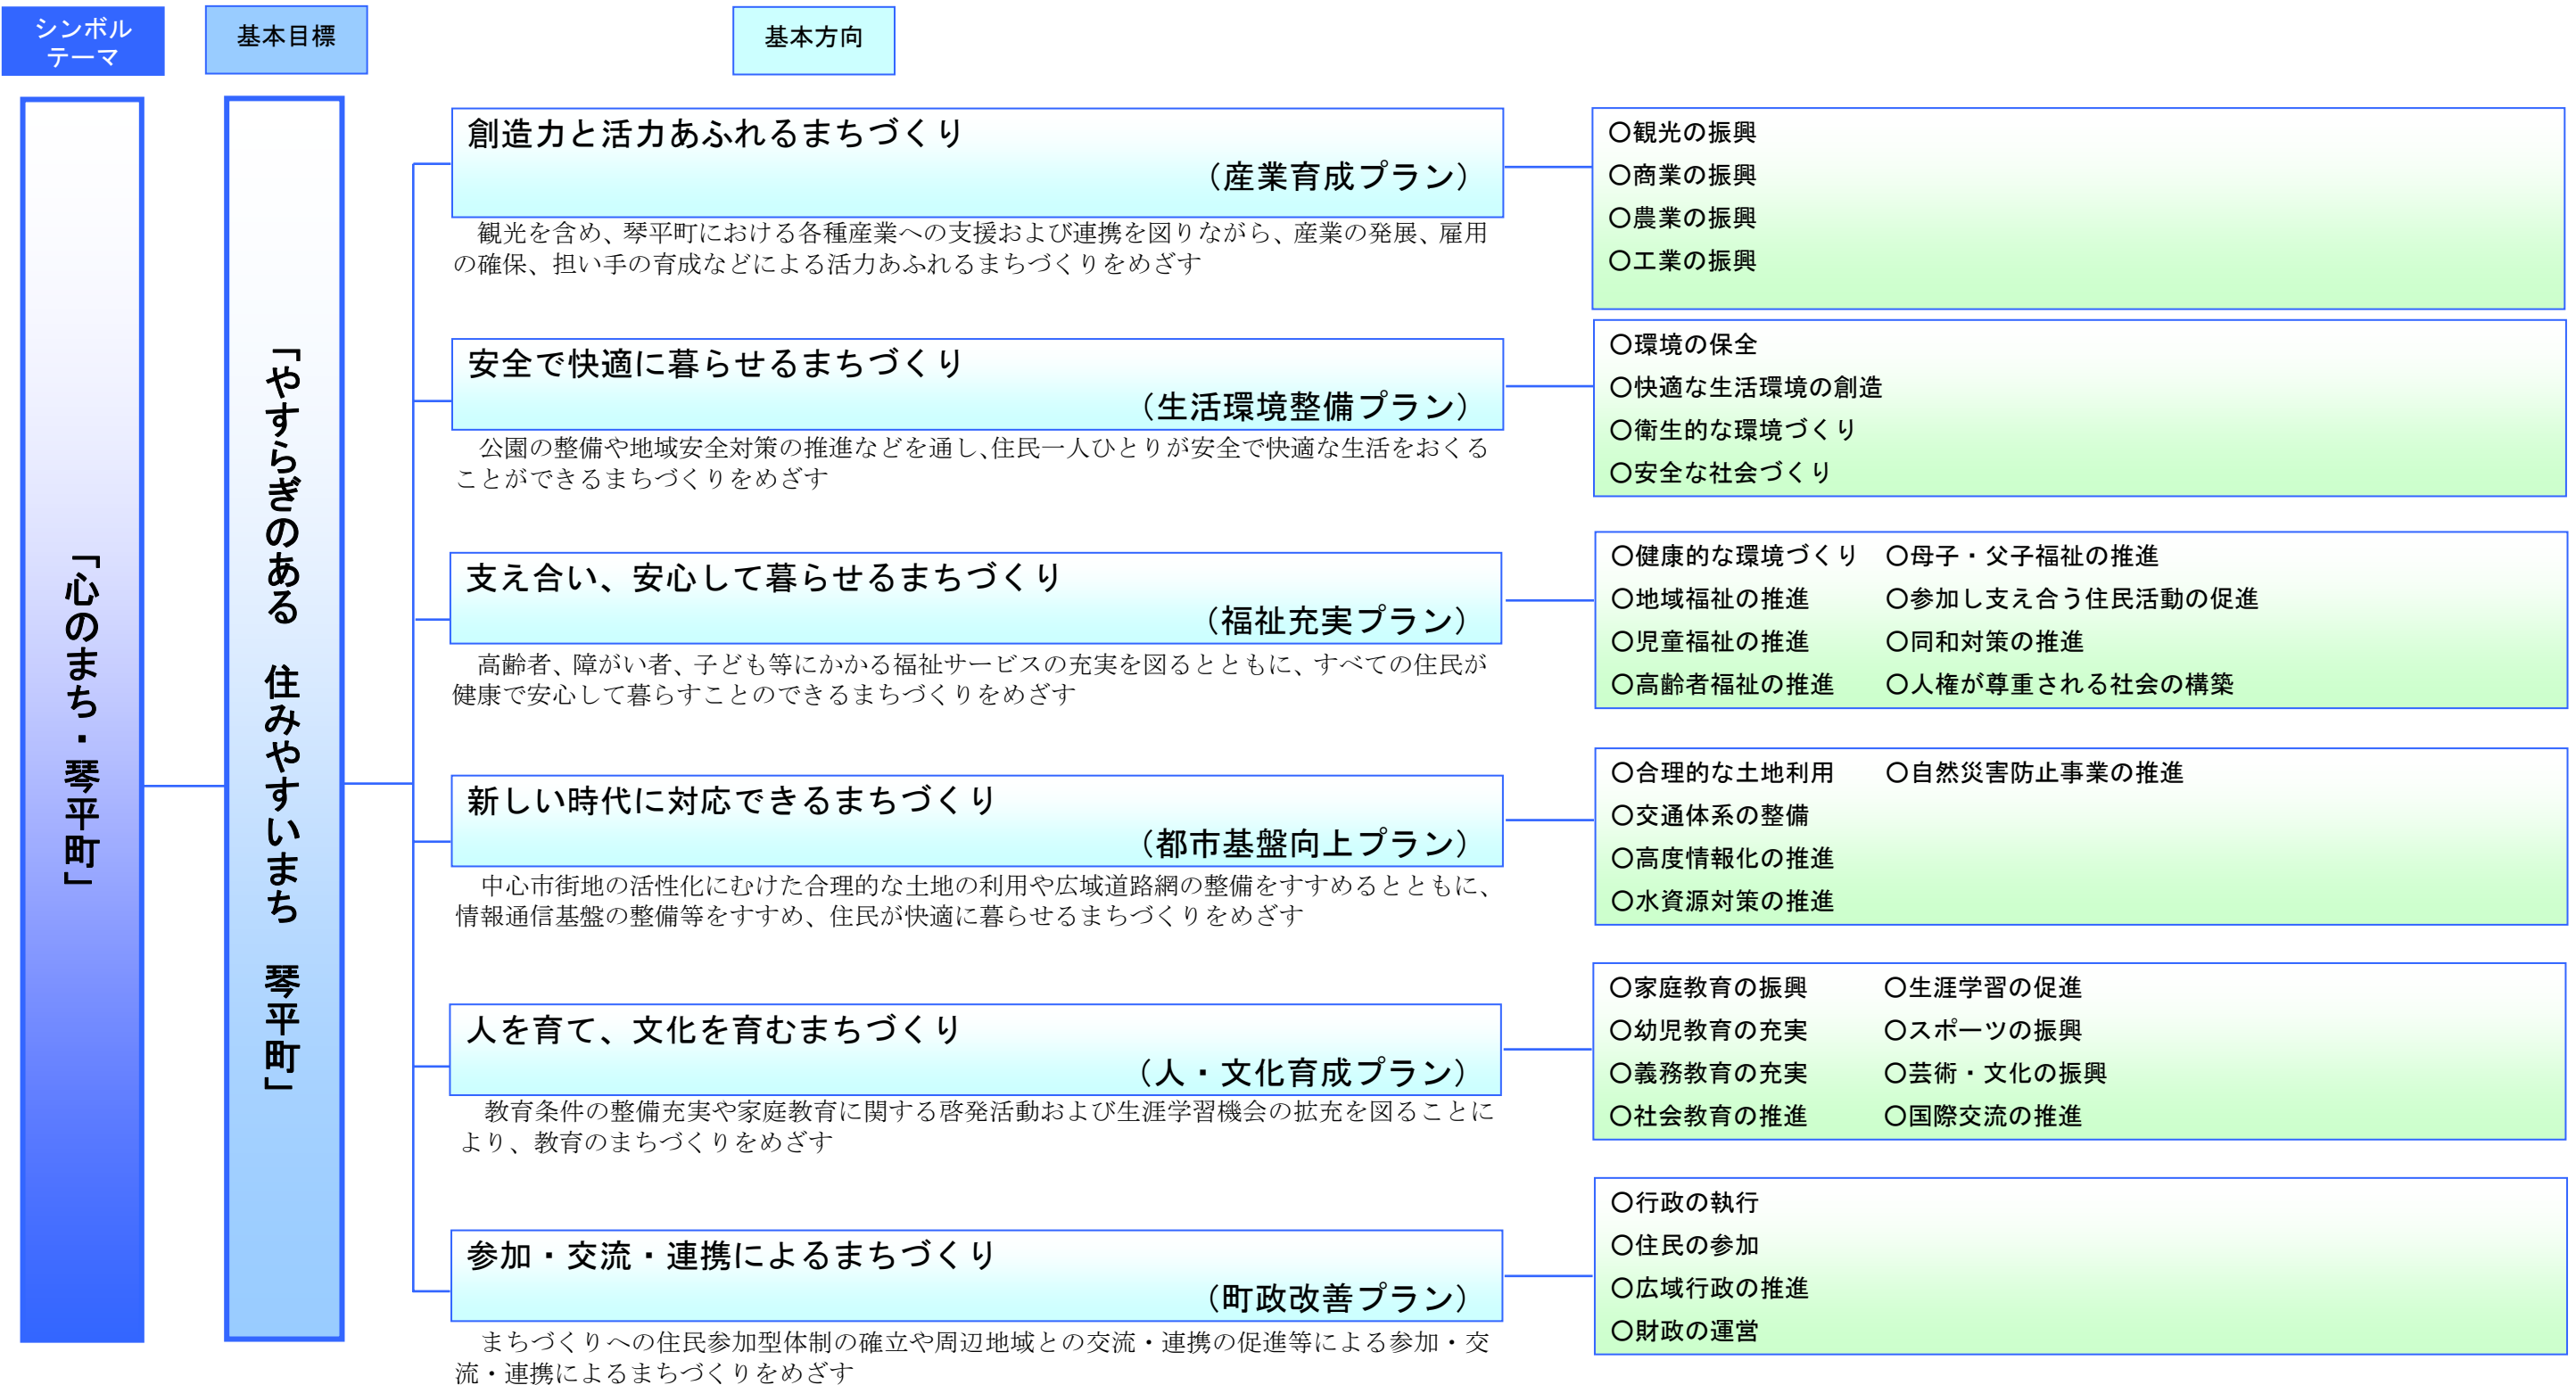 シンボル
テーマ
基本目標
基本方向
「心のまち・琴平町」
「やすらぎのある　住みやすいまち　琴平町」
創造力と活力あふれるまちづくり
（産業育成プラン）
観光を含め、琴平町における各種産業への支援および連携を図りながら、産業の発展、雇用
の確保、担い手の育成などによる活力あふれるまちづくりをめざす
○観光の振興
○商業の振興
○農業の振興
○工業の振興
安全で快適に暮らせるまちづくり
（生活環境整備プラン）
公園の整備や地域安全対策の推進などを通し、住民一人ひとりが安全で快適な生活をおくる
ことができるまちづくりをめざす
○環境の保全
○快適な生活環境の創造
○衛生的な環境づくり
○安全な社会づくり
支え合い、安心して暮らせるまちづくり
（福祉充実プラン）
高齢者、障がい者、子ども等にかかる福祉サービスの充実を図るとともに、すべての住民が
健康で安心して暮らすことのできるまちづくりをめざす
○健康的な環境づくり　○母子・父子福祉の推進
○地域福祉の推進　○参加し支え合う住民活動の促進
○児童福祉の推進　○同和対策の推進
○高齢者福祉の推進　○人権が尊重される社会の構築
新しい時代に対応できるまちづくり
（都市基盤向上プラン）
中心市街地の活性化にむけた合理的な土地の利用や広域道路網の整備をすすめるとともに、
情報通信基盤の整備等をすすめ、住民が快適に暮らせるまちづくりをめざす
○合理的な土地利用　○自然災害防止事業の推進
○交通体系の整備
○高度情報化の推進
○水資源対策の推進
人を育て、文化を育むまちづくり
（人・文化育成プラン）
教育条件の整備充実や家庭教育に関する啓発活動および生涯学習機会の拡充を図ることに
より、教育のまちづくりをめざす
○家庭教育の振興　○生涯学習の促進
○幼児教育の充実　○スポーツの振興
○義務教育の充実　○芸術・文化の振興
○社会教育の推進　○国際交流の推進
参加・交流・連携によるまちづくり
（町政改善プラン）
まちづくりへの住民参加型体制の確立や周辺地域との交流・連携の促進等による参加・交
流・連携によるまちづくりをめざす
○行政の執行
○住民の参加
○広域行政の推進
○財政の運営